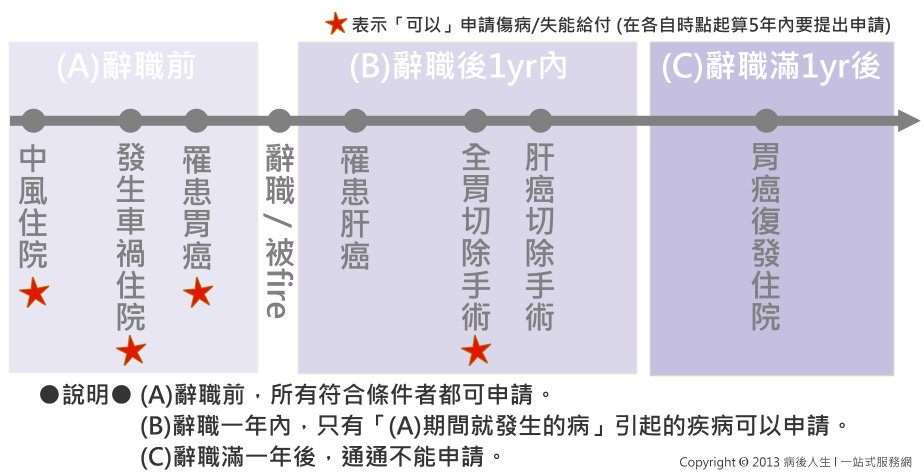 ★表示「可以」申請傷病/失能給付 (在各自時點起算5年內要提出申請)
(A)辭職前
(B)辭職後1yr內
(C)辭職滿1yr後
中風住院
發生車禍住院
罹患胃癌
辭職/被fire
罹患肝癌
全胃切除手術
肝癌切除手術
胃癌復發住院
●說明● (A)辭職前，所有符合條件者都可申請。
(B)辭職一年內，只有「(A)期間就發生的病」引起的疾病可以申請。
(C)辭職滿一年後，通通不能申請。
Copyright © 2013 病後人生 l 一站式服務網